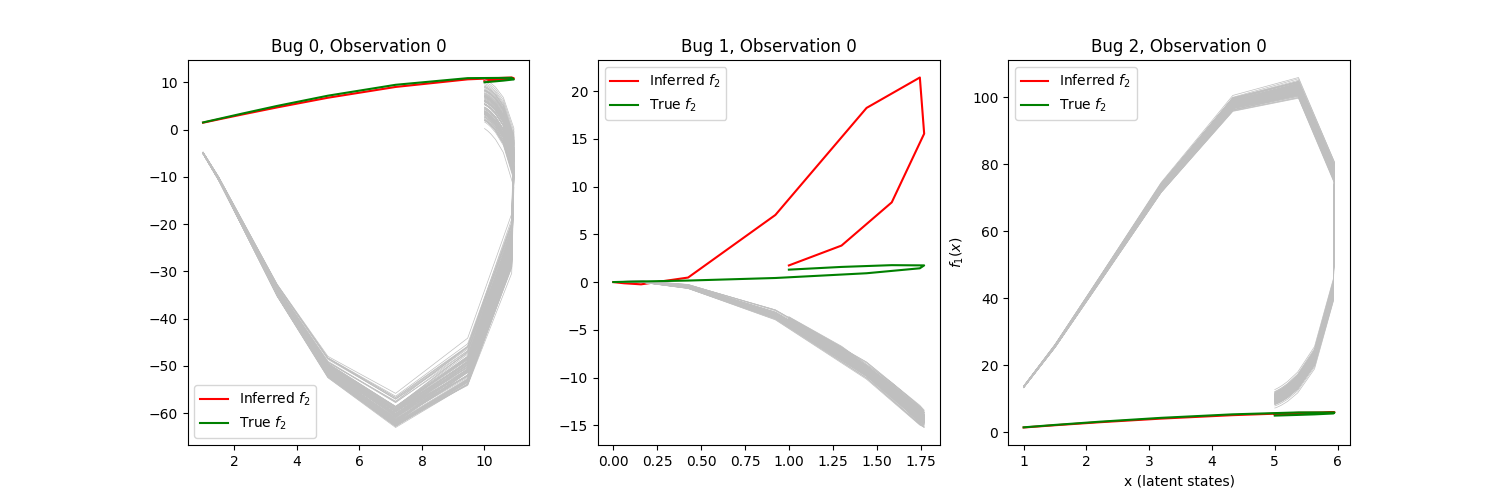 Bug 0, Observation 0
10
0
−10
−20
−30
−40
−50
−60
2 4 6 8 10
Inferred f₂
True f₂
Bug 1, Observation 0
Inferred f₂
True f₂
20
15
10
5
0
−5
−10
−15
0.00 0.25 0.50 0.75 1.00 1.25 1.50 1.75
Bug 2, Observation 0
Inferred f₂
True f₂
f₁(x)
100
80
60
40
20
0
1 2 3 4 5 6
x (latent states)